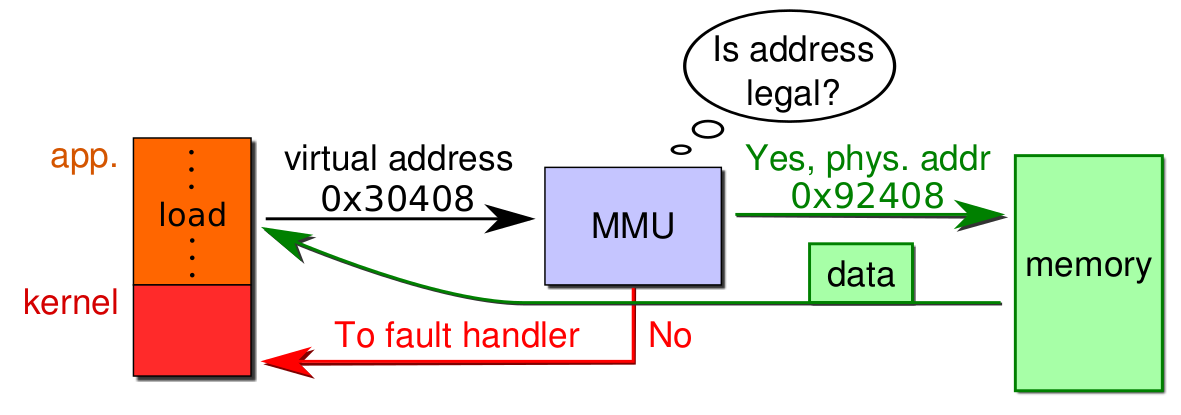 Is address
legal?
app.
virtual address
0x30408
Yes, phys. addr
0x92408
load
MMU
memory
data
kernel
To fault handler
No